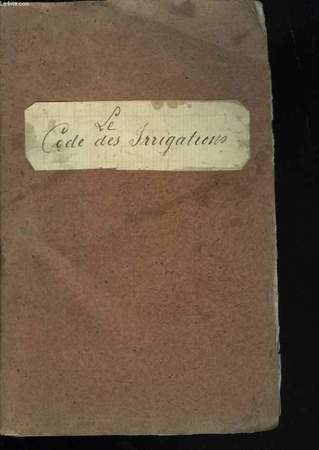 Le
Code des Irrigations